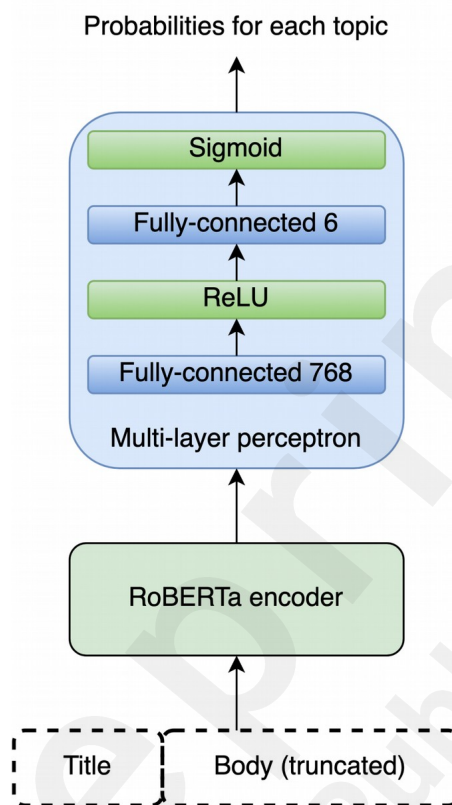 Probabilities for each topic
Sigmoid
Fully-connected 6
ReLU
Fully-connected 768
Multi-layer perceptron
RoBERTa encoder
Title
Body (truncated)